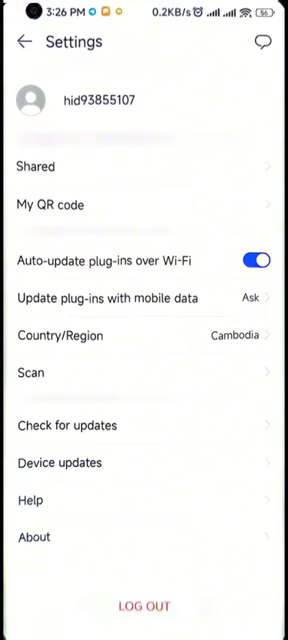 3:26 PM 0.2KB/s 56
Settings
hid93855107
Shared
My QR code
Auto-update plug-ins over Wi-Fi
Update plug-ins with mobile data Ask
Country/Region Cambodia
Scan
Check for updates
Device updates
Help
About
LOG OUT